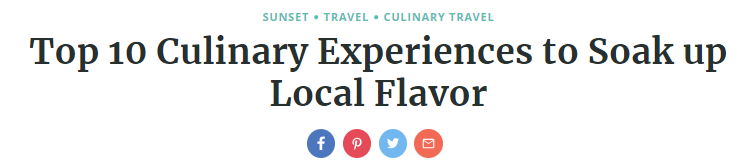 SUNSET • TRAVEL • CULINARY TRAVEL
Top 10 Culinary Experiences to Soak up
Local Flavor